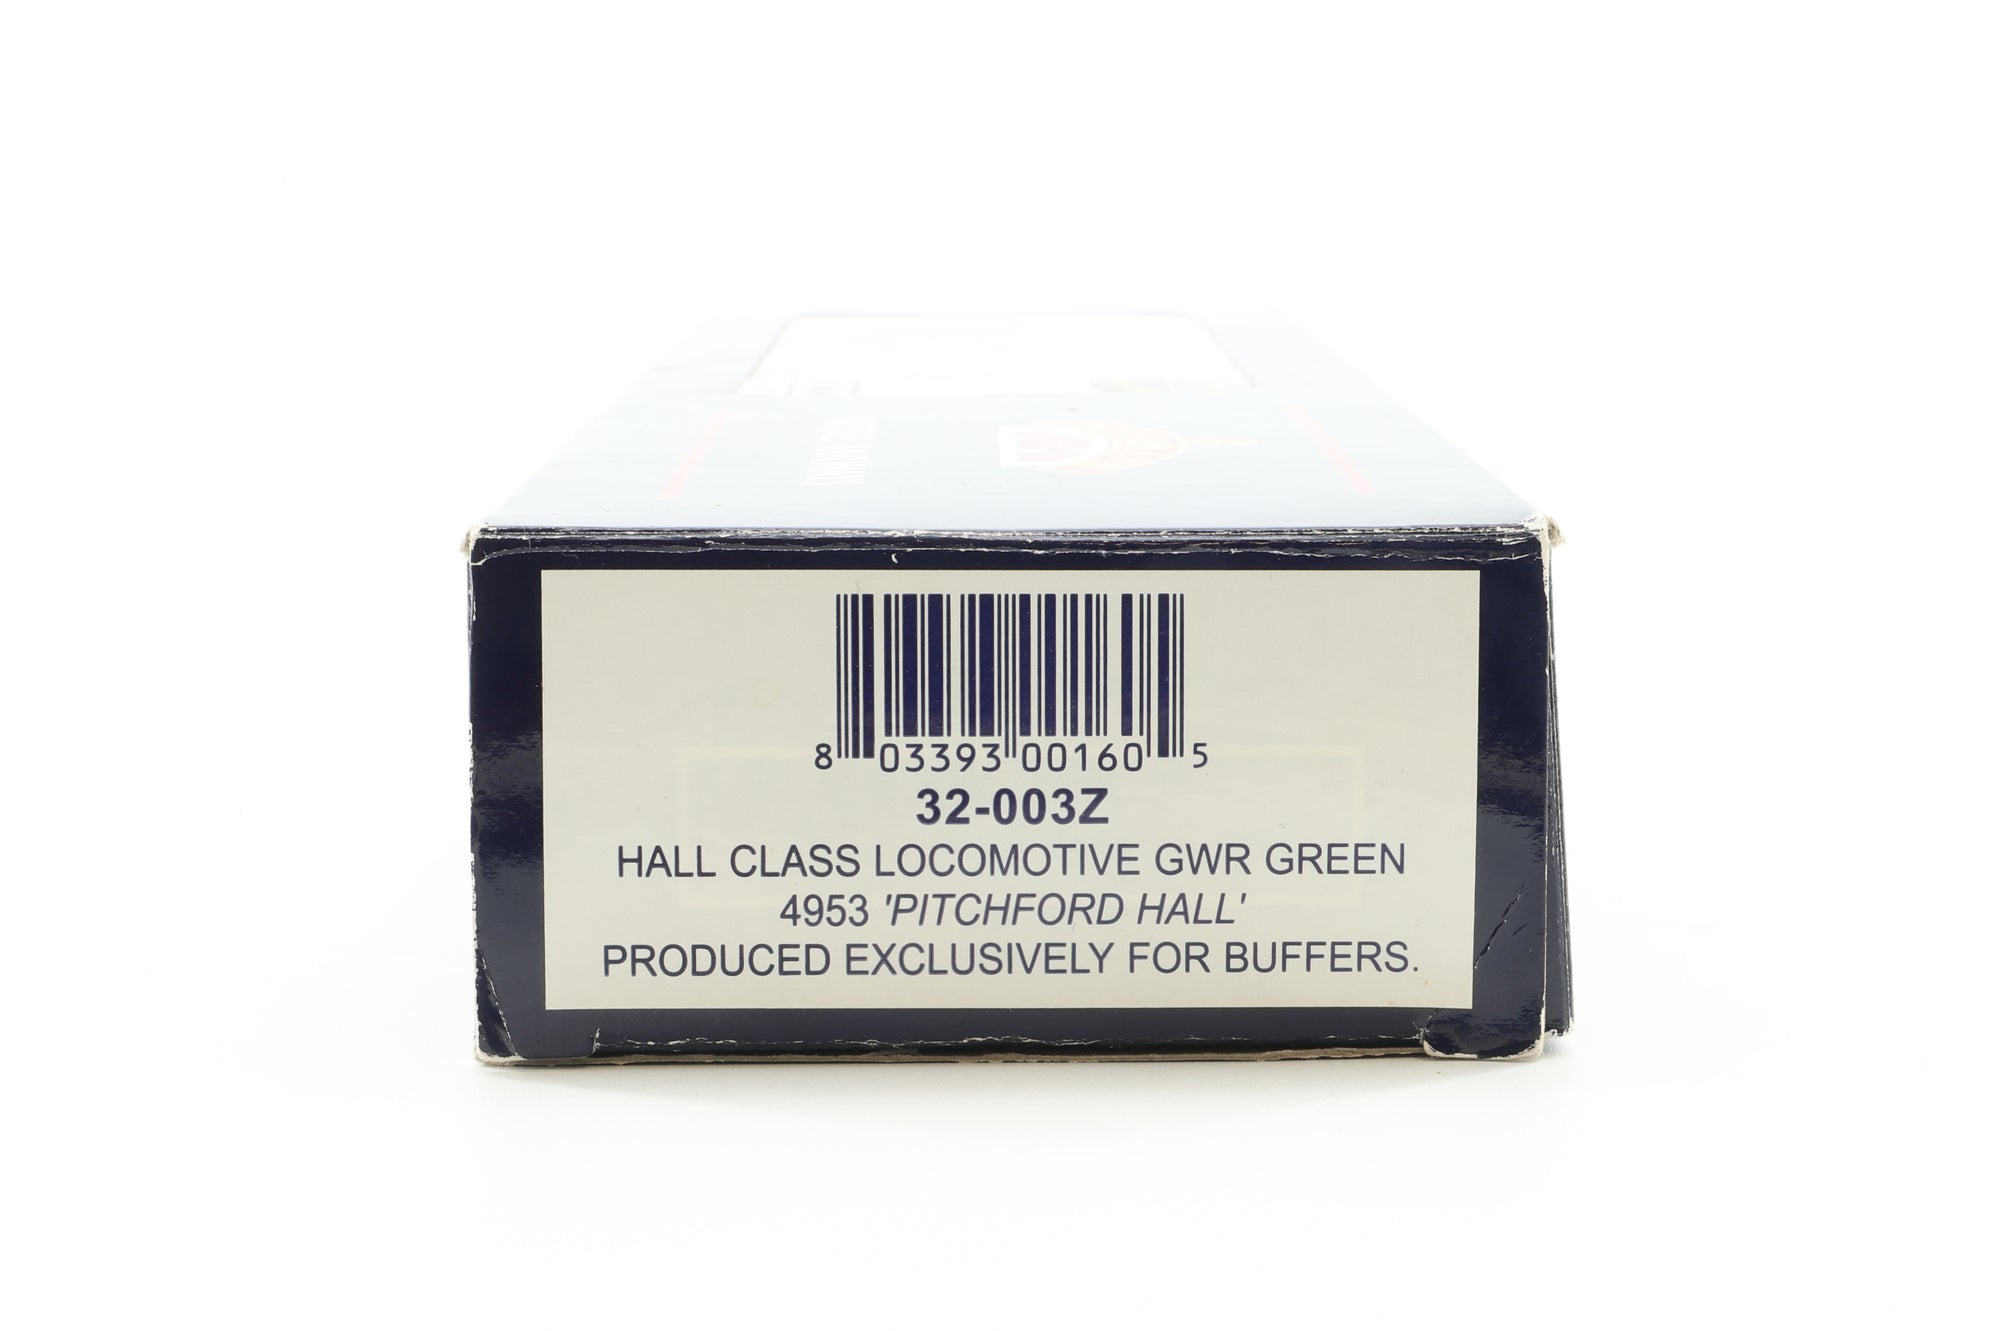 8 03393 00160 5
32-003Z
HALL CLASS LOCOMOTIVE GWR GREEN
4953 'PITCHFORD HALL'
PRODUCED EXCLUSIVELY FOR BUFFERS.